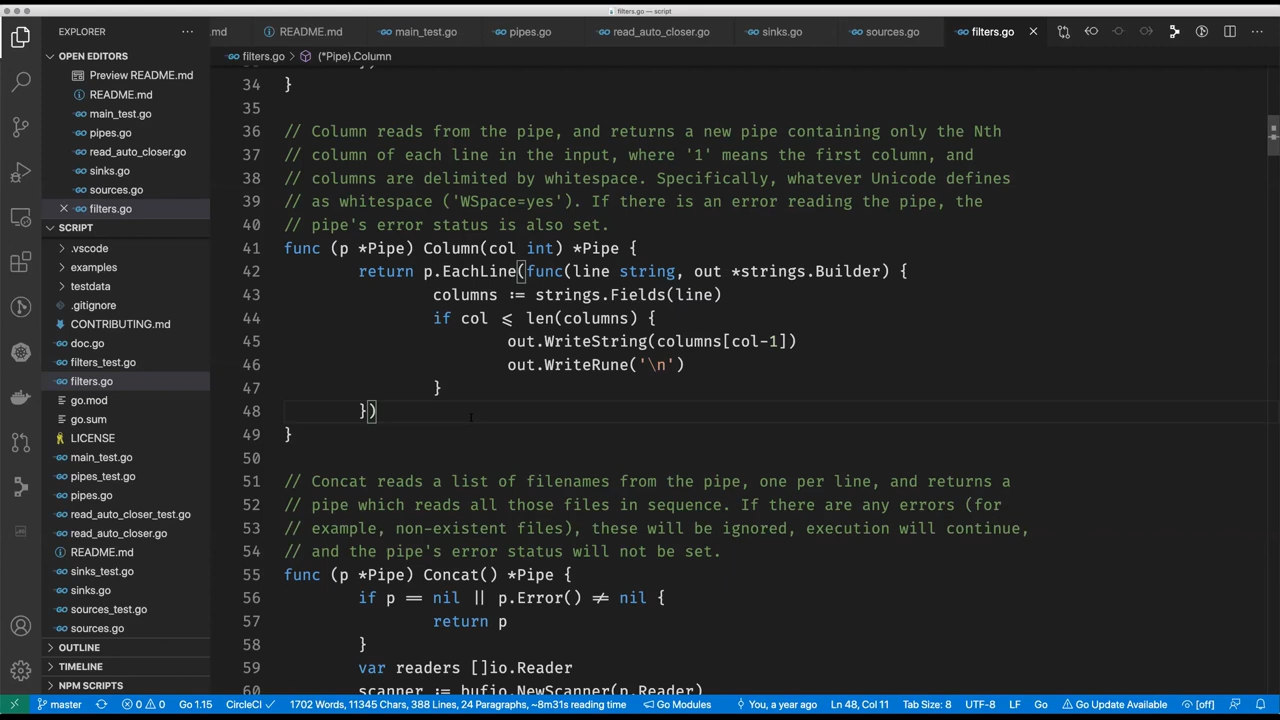 filters.go — script
EXPLORER
.md
README.md
main_test.go
pipes.go
read_auto_closer.go
sinks.go
sources.go
filters.go
OPEN EDITORS
Preview README.md
README.md
main_test.go
pipes.go
read_auto_closer.go
sinks.go
sources.go
filters.go
SCRIPT
.vscode
examples
testdata
.gitignore
CONTRIBUTING.md
doc.go
filters_test.go
filters.go
go.mod
go.sum
LICENSE
main_test.go
pipes_test.go
pipes.go
read_auto_closer_test.go
read_auto_closer.go
README.md
sinks_test.go
sinks.go
sources_test.go
sources.go
OUTLINE
TIMELINE
NPM SCRIPTS
filters.go > (*Pipe).Column
34 }
35
36 // Column reads from the pipe, and returns a new pipe containing only the Nth
37 // column of each line in the input, where '1' means the first column, and
38 // columns are delimited by whitespace. Specifically, whatever Unicode defines
39 // as whitespace ('WSpace=yes'). If there is an error reading the pipe, the
40 // pipe's error status is also set.
41 func (p *Pipe) Column(col int) *Pipe {
42 return p.EachLine(func(line string, out *strings.Builder) {
43 columns := strings.Fields(line)
44 if col <= len(columns) {
45 out.WriteString(columns[col-1])
46 out.WriteRune('\n')
47 }
48 })
49 }
50
51 // Concat reads a list of filenames from the pipe, one per line, and returns a
52 // pipe which reads all those files in sequence. If there are any errors (for
53 // example, non-existent files), these will be ignored, execution will continue,
54 // and the pipe's error status will not be set.
55 func (p *Pipe) Concat() *Pipe {
56 if p == nil || p.Error() != nil {
57 return p
58 }
59 var readers []io.Reader
60 scanner := bufio.NewScanner(p.Reader)
master 0 0 Go 1.15 CircleCI 1702 Words, 11345 Chars, 388 Lines, 24 Paragraphs, ~8m31s reading time Go Modules You, a year ago Ln 48, Col 11 Tab Size: 8 UTF-8 LF Go Go Update Available [off]